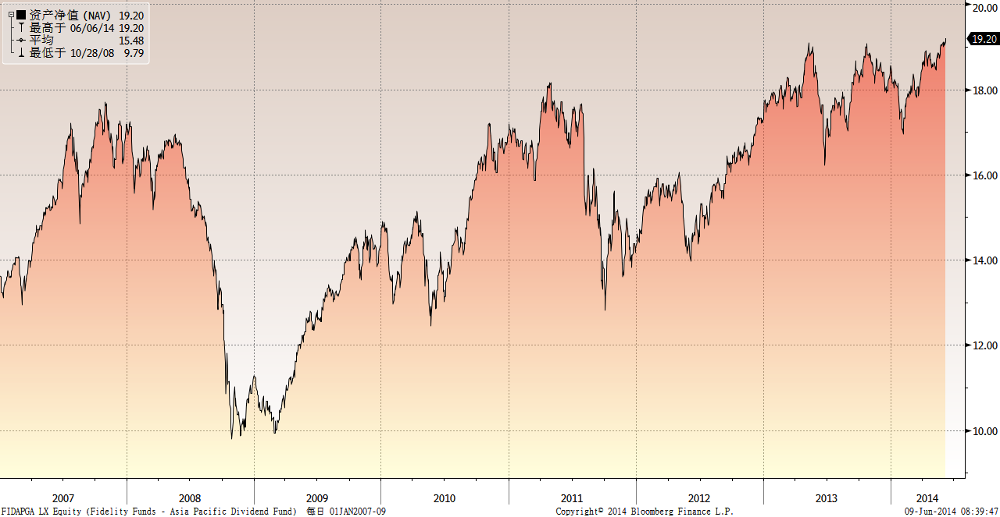 资产净值 (NAV) 19.20
最高于 06/06/14 19.20
平均 15.48
最低于 10/28/08 9.79
20.00
19.20
18.00
16.00
14.00
12.00
10.00
2007 2008 2009 2010 2011 2012 2013 2014
FIDAPGA LX Equity (Fidelity Funds - Asia Pacific Dividend Fund) 每日 01JAN2007-09 Copyright© 2014 Bloomberg Finance L.P. 09-Jun-2014 08:39:47